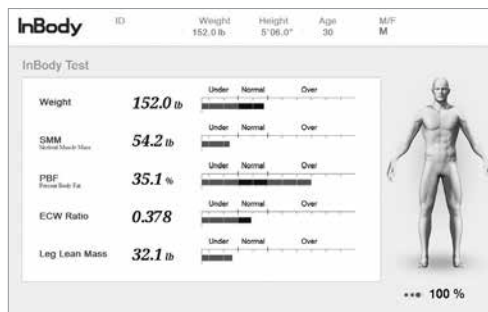 InBody
ID Weight Height Age M/F
152.0 lb 5'06.0" 30 M
InBody Test
Under Normal Over
Weight 152.0 lb
Under Normal Over
SMM 54.2 lb
Skeletal Muscle Mass
Under Normal Over
PBF 35.1 %
Percent Body Fat
Under Normal Over
ECW Ratio 0.378
Under Normal Over
Leg Lean Mass 32.1 lb
100 %